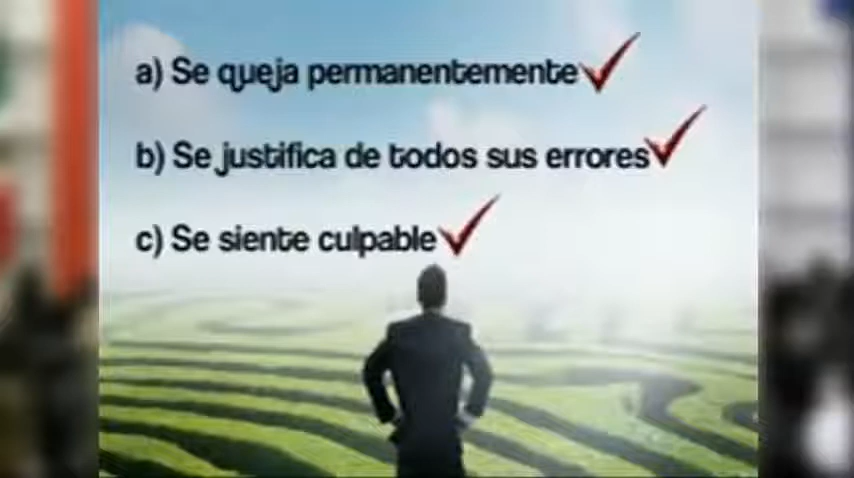 a) Se queja permanentemente
b) Se justifica de todos sus errores
c) Se siente culpable